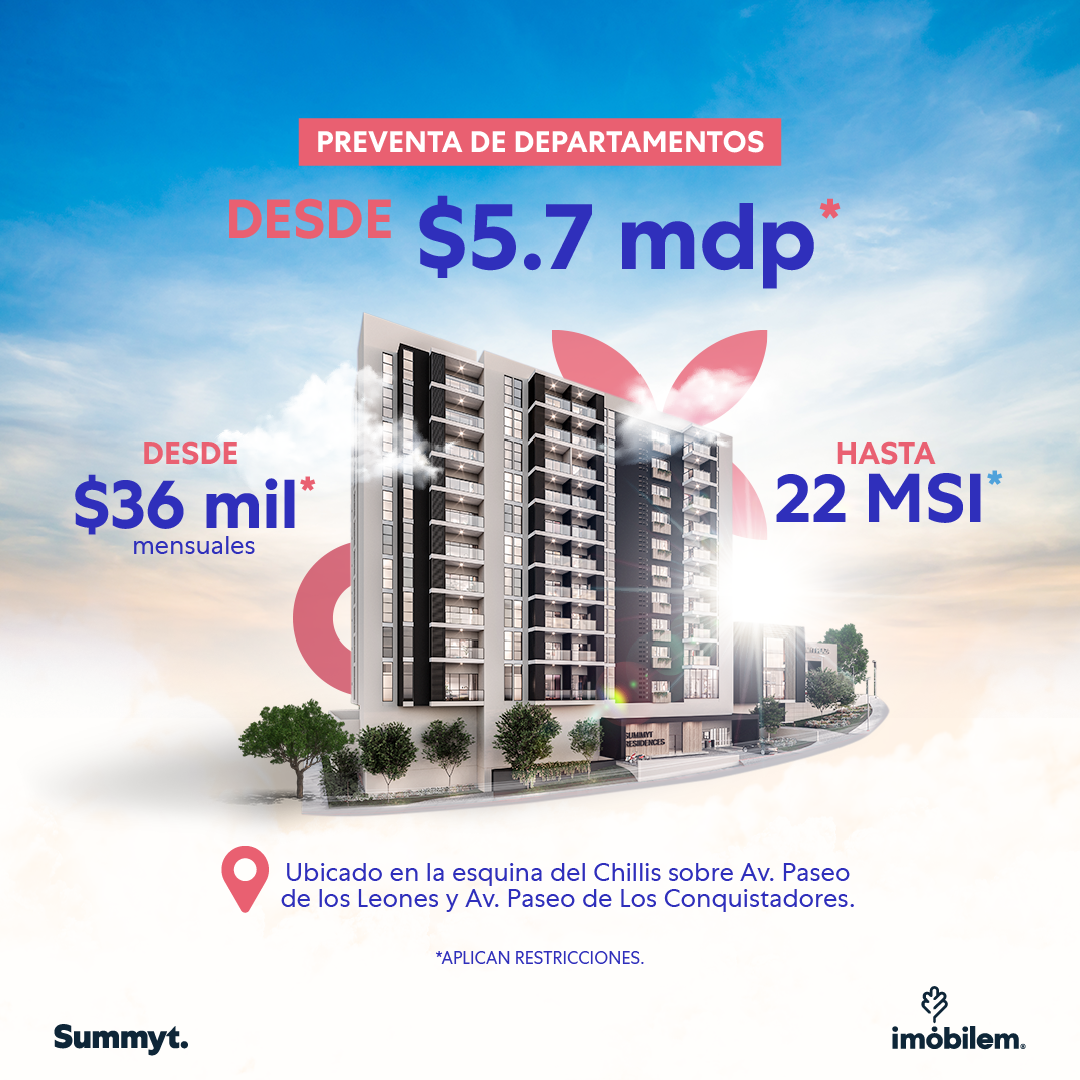 PREVENTA DE DEPARTAMENTOS
DESDE $5.7 mdp*
DESDE
$36 mil*
mensuales
HASTA
22 MSI*
SUMMYT
RESIDENCES
Ubicado en la esquina del Chillis sobre Av. Paseo
de los Leones y Av. Paseo de Los Conquistadores.
*APLICAN RESTRICCIONES.
Summyt.
imobilem®